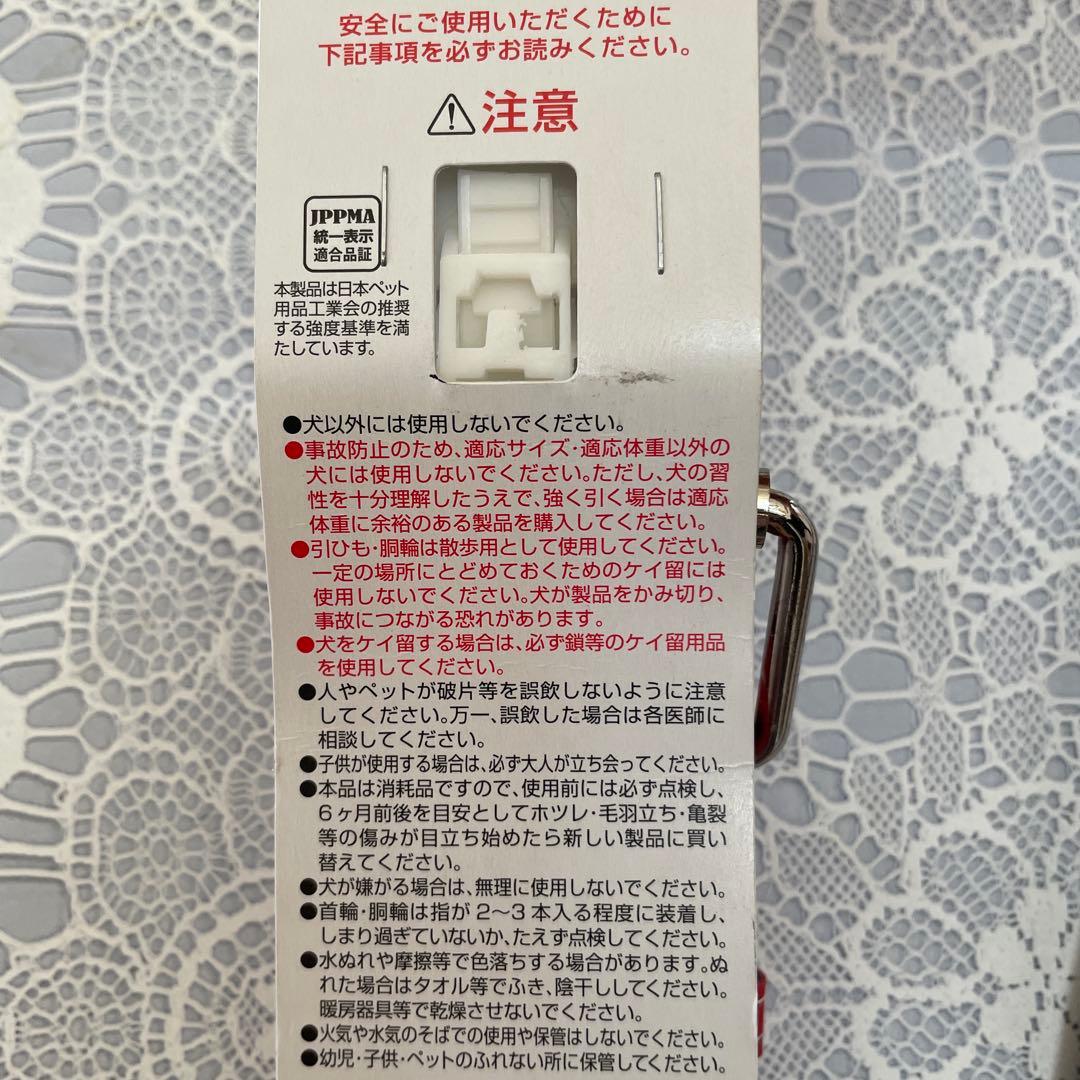 安全にご使用いただくために
下記事項を必ずお読みください。
注意
JPPMA
統一表示
適合品証
本製品は日本ペット
用品工業会の推奨
する強度基準を満
たしています。
●犬以外には使用しないでください。
●事故防止のため、適応サイズ・適応体重以外の
犬には使用しないでください。ただし、犬の習
性を十分理解したうえで、強く引く場合は適応
体重に余裕のある製品を購入してください。
●引ひも・胴輪は散歩用として使用してください。
一定の場所にとどめておくためのケイ留には
使用しないでください。犬が製品をかみ切り、
事故につながる恐れがあります。
●犬をケイ留する場合は、必ず鎖等のケイ留用品
を使用してください。
●人やペットが破片等を誤飲しないように注意
してください。万一、誤飲した場合は各医師に
相談してください。
●子供が使用する場合は、必ず大人が立ち会ってください。
●本品は消耗品ですので、使用前には必ず点検し、
6ヶ月前後を目安としてホツレ・毛羽立ち・亀裂
等の傷みが目立ち始めたら新しい製品に買い
替えてください。
●犬が嫌がる場合は、無理に使用しないでください。
●首輪・胴輪は指が2〜3本入る程度に装着し、
しまり過ぎていないか、たえず点検してください。
●水ぬれや摩擦等で色落ちする場合があります。ぬ
れた場合はタオル等でふき、陰干ししてください。
暖房器具等で乾燥させないでください。
●火気や水気のそばでの使用や保管はしないでください。
●幼児・子供・ペットのふれない所に保管してください。